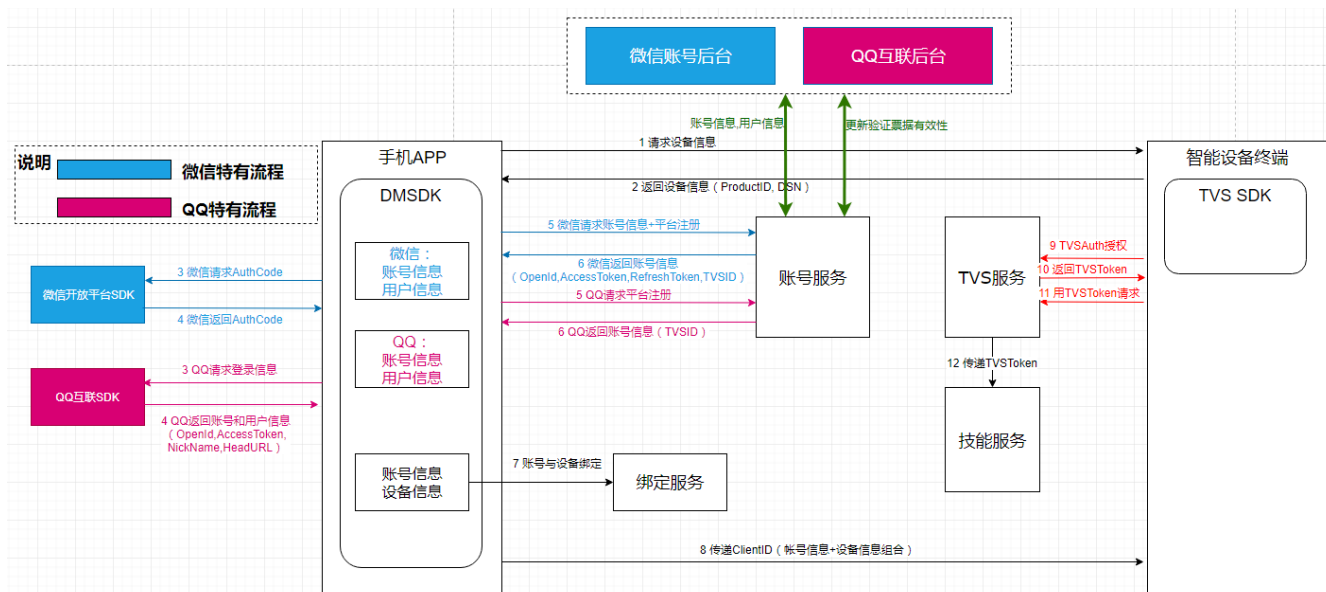 微信账号后台
QQ互联后台
账号信息,用户信息
更新验证票据有效性
说明
微信特有流程
QQ特有流程
手机APP
DMSDK
智能设备终端
TVS SDK
1 请求设备信息
2 返回设备信息（ProductID, DSN）
微信开放平台SDK
3 微信请求AuthCode
4 微信返回AuthCode
QQ互联SDK
3 QQ请求登录信息
4 QQ返回账号和用户信息
（OpenId,AccessToken,
NickName,HeadURL）
微信：
账号信息
用户信息
QQ：
账号信息
用户信息
账号信息
设备信息
5 微信请求账号信息+平台注册
6 微信返回账号信息
（OpenId,AccessToken,RefreshToken,TVSID）
5 QQ请求平台注册
6 QQ返回账号信息（TVSID）
账号服务
TVS服务
9 TVSAuth授权
10 返回TVSToken
11 用TVSToken请求
12 传递TVSToken
技能服务
7 账号与设备绑定
绑定服务
8 传递ClientID（帐号信息+设备信息组合）